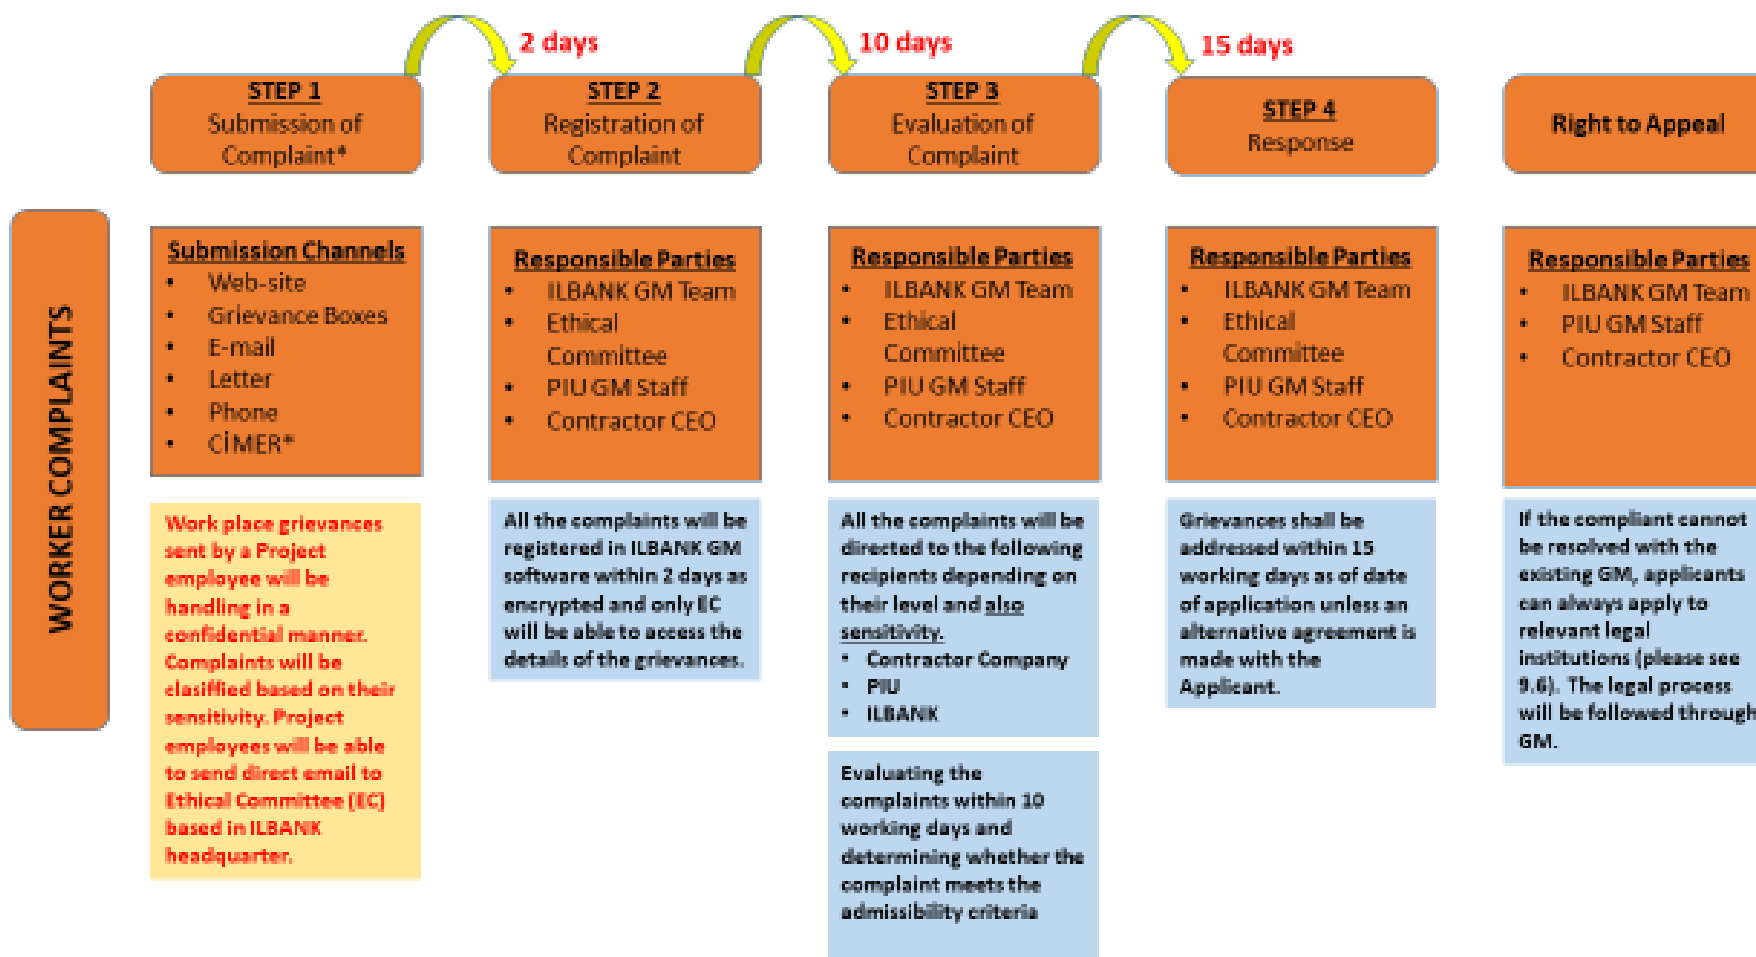 2 days
10 days
15 days
STEP 1
Submission of
Complaint*
STEP 2
Registration of
Complaint
STEP 3
Evaluation of
Complaint
STEP 4
Response
Right to Appeal
WORKER COMPLAINTS
Submission Channels
• Web-site
• Grievance Boxes
• E-mail
• Letter
• Phone
• CİMER*
Responsible Parties
• ILBANK GM Team
• Ethical
Committee
• PIU GM Staff
• Contractor CEO
Responsible Parties
• ILBANK GM Team
• Ethical
Committee
• PIU GM Staff
• Contractor CEO
Responsible Parties
• ILBANK GM Team
• Ethical
Committee
• PIU GM Staff
• Contractor CEO
Responsible Parties
• ILBANK GM Team
• PIU GM Staff
• Contractor CEO
Work place grievances
sent by a Project
employee will be
handling in a
confidential manner.
Complaints will be
clasiffied based on their
sensitivity. Project
employees will be able
to send direct email to
Ethical Committee (EC)
based in ILBANK
headquarter.
All the complaints will be
registered in ILBANK GM
software within 2 days as
encrypted and only EC
will be able to access the
details of the grievances.
All the complaints will be
directed to the following
recipients depending on
their level and also
sensitivity.
• Contractor Company
• PIU
• ILBANK
Evaluating the
complaints within 10
working days and
determining whether the
complaint meets the
admissibility criteria
Grievances shall be
addressed within 15
working days as of date
of application unless an
alternative agreement is
made with the
Applicant.
If the compliant cannot
be resolved with the
existing GM, applicants
can always apply to
relevant legal
institutions (please see
9.6). The legal process
will be followed through
GM.